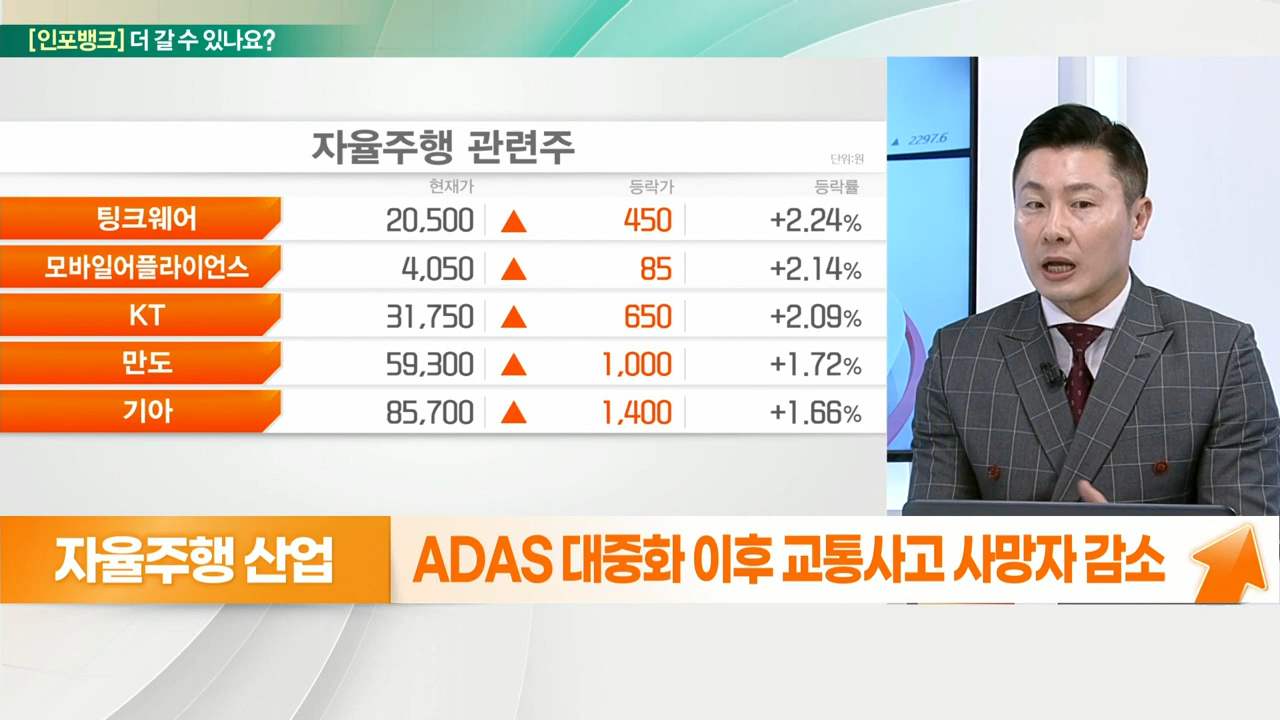 [인포뱅크] 더 갈 수 있나요?
▲ 2297.6
자율주행 관련주
단위:원
현재가 등락가 등락률
팅크웨어 20,500 ▲ 450 +2.24%
모바일어플라이언스 4,050 ▲ 85 +2.14%
KT 31,750 ▲ 650 +2.09%
만도 59,300 ▲ 1,000 +1.72%
기아 85,700 ▲ 1,400 +1.66%
자율주행 산업
ADAS 대중화 이후 교통사고 사망자 감소